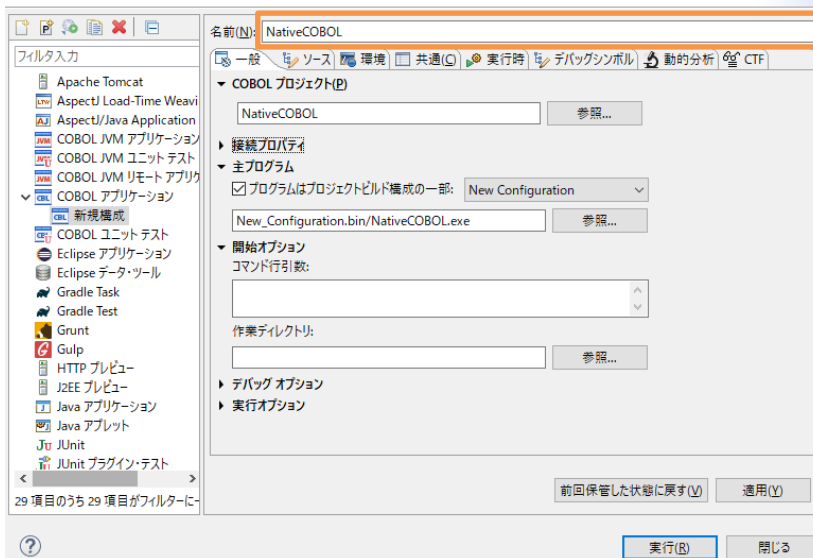 名前(N): NativeCOBOL
フィルタ入力
Apache Tomcat
AspectJ Load-Time Weavi
AspectJ/Java Application
COBOL JVM アプリケーション
COBOL JVM ユニット テスト
COBOL JVM リモート アプリケ
COBOL アプリケーション
新規構成
COBOL ユニット テスト
Eclipse アプリケーション
Eclipse データ・ツール
Gradle Task
Gradle Test
Grunt
Gulp
HTTP プレビュー
J2EE プレビュー
Java アプリケーション
Java アプレット
JUnit
JUnit プラグイン・テスト
29 項目のうち 29 項目がフィルターに一
一般 ソース 環境 共通(C) 実行時 デバッグシンボル 動的分析 CTF
COBOL プロジェクト(P)
NativeCOBOL 参照...
接続プロパティ
主プログラム
プログラムはプロジェクトビルド構成の一部: New Configuration
New_Configuration.bin/NativeCOBOL.exe 参照...
開始オプション
コマンド行引数:
作業ディレクトリ:
参照...
デバッグ オプション
実行オプション
前回保管した状態に戻す(V) 適用(Y)
実行(R) 閉じる